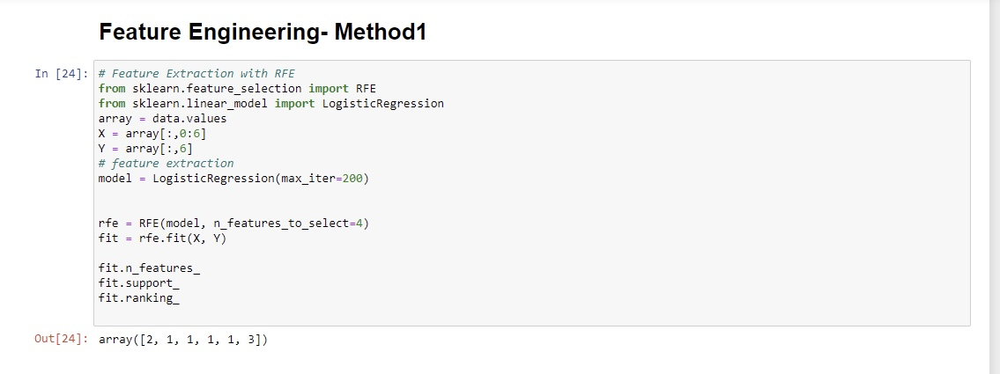 Feature Engineering- Method1
In [24]: # Feature Extraction with RFE
from sklearn.feature_selection import RFE
from sklearn.linear_model import LogisticRegression
array = data.values
X = array[:,0:6]
Y = array[:,6]
# feature extraction
model = LogisticRegression(max_iter=200)
rfe = RFE(model, n_features_to_select=4)
fit = rfe.fit(X, Y)
fit.n_features_
fit.support_
fit.ranking_
Out[24]: array([2, 1, 1, 1, 1, 3])